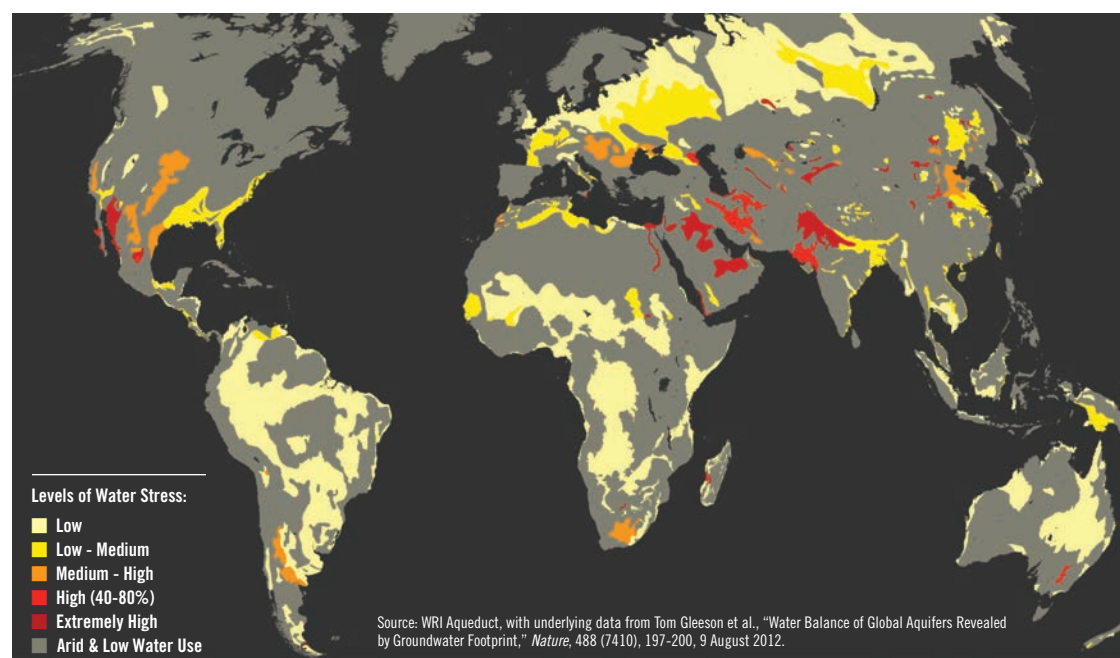 Levels of Water Stress:
Low
Low - Medium
Medium - High
High (40-80%)
Extremely High
Arid & Low Water Use
Source: WRI Aqueduct, with underlying data from Tom Gleeson et al., “Water Balance of Global Aquifers Revealed
by Groundwater Footprint,” Nature, 488 (7410), 197-200, 9 August 2012.